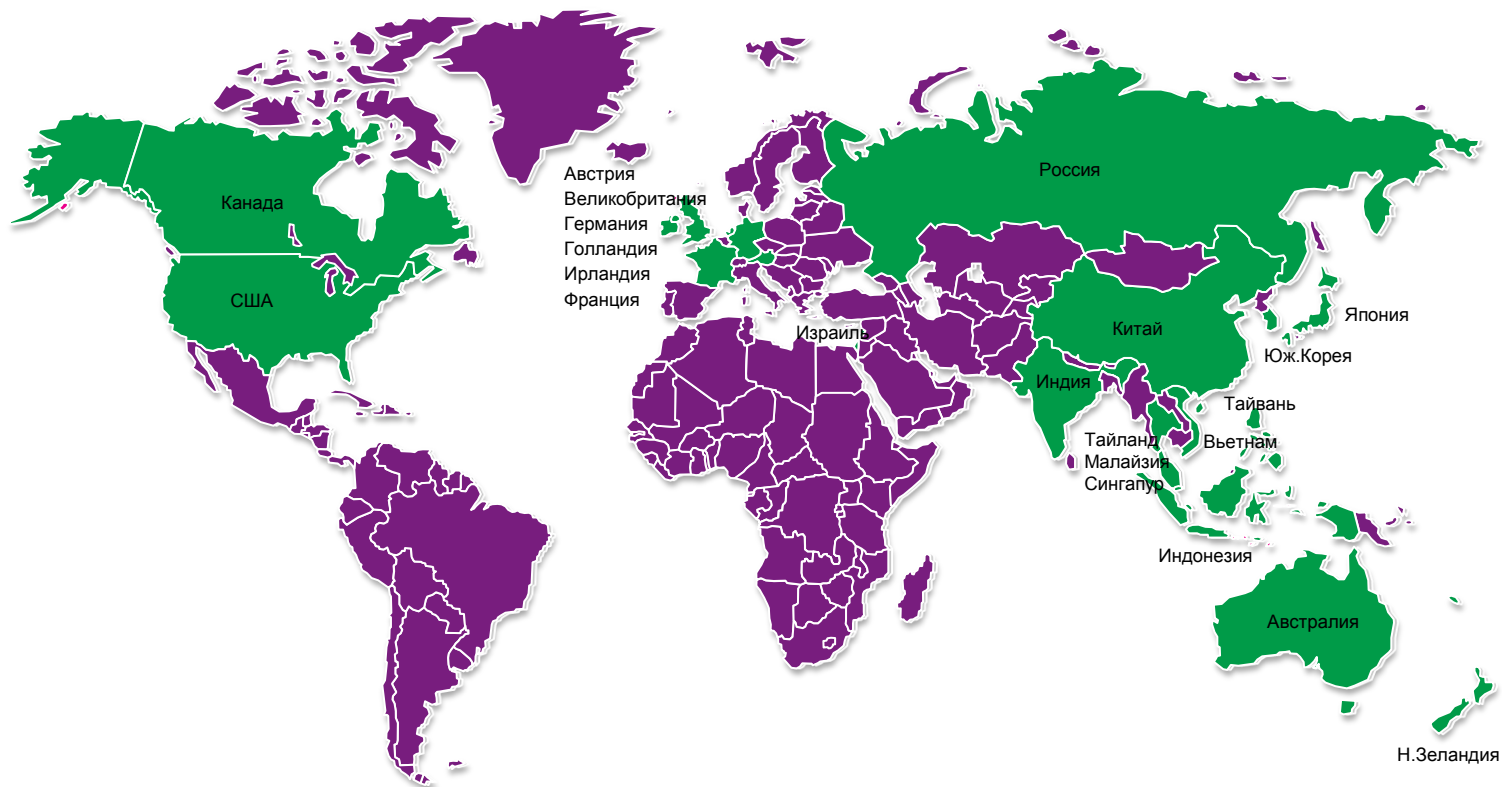 Австрия
Великобритания
Германия
Голландия
Ирландия
Франция
Канада
США
Россия
Израиль
Китай
Япония
Юж.Корея
Индия
Тайвань
Тайланд
Вьетнам
Малайзия
Сингапур
Индонезия
Австралия
Н.Зеландия